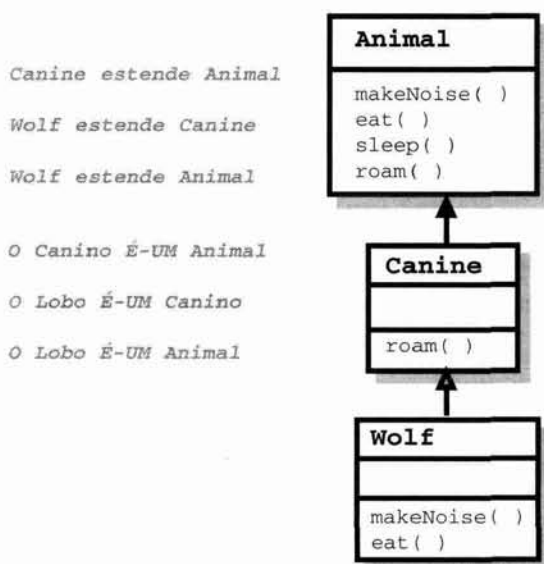 Canine estende Animal
Wolf estende Canine
Wolf estende Animal
O Canino É-UM Animal
O Lobo É-UM Canino
O Lobo É-UM Animal
Animal
makeNoise( )
eat( )
sleep( )
roam( )
Canine
roam( )
Wolf
makeNoise( )
eat( )